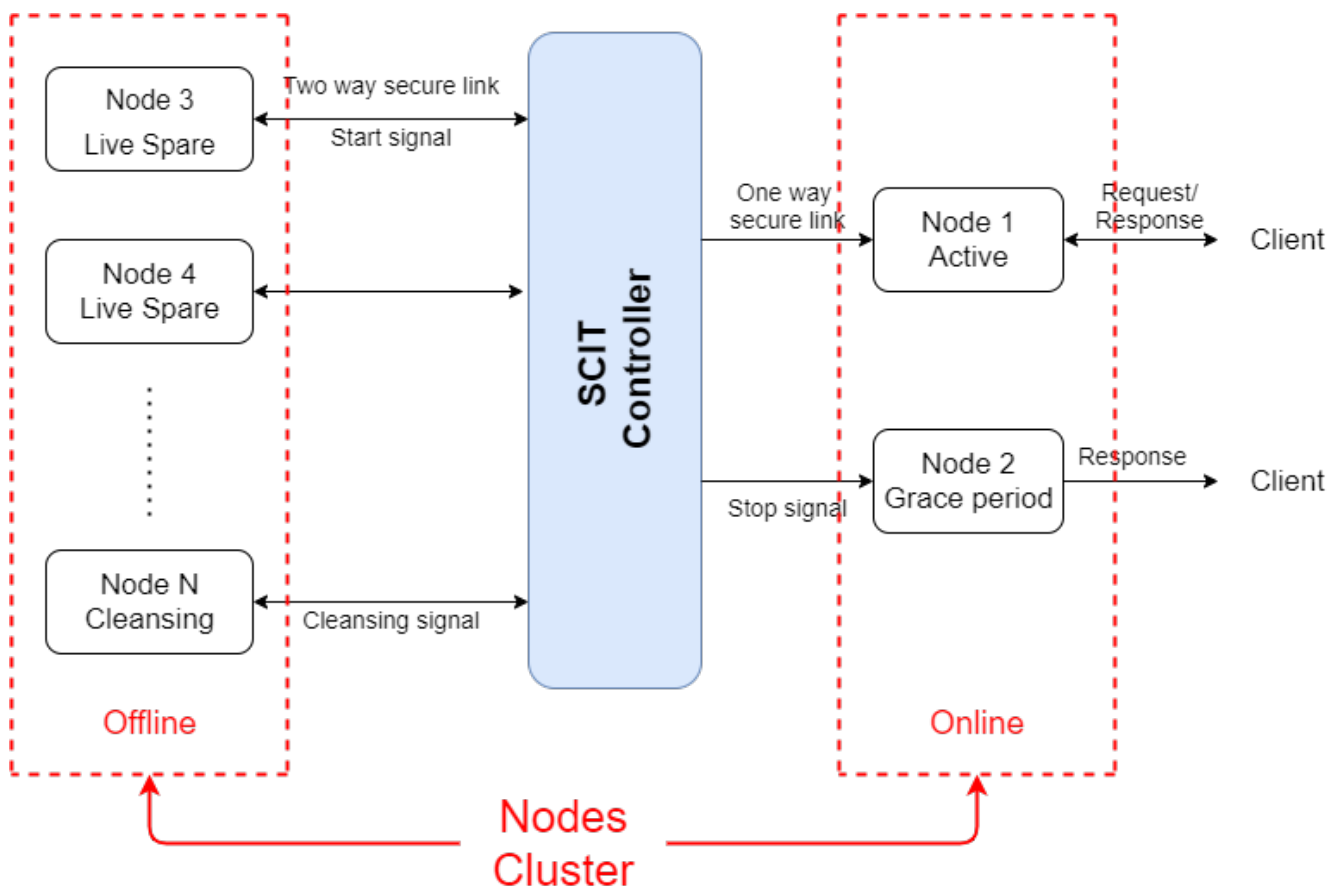 Node 3
Live Spare
Two way secure link
Start signal
Node 4
Live Spare
Node N
Cleansing
Cleansing signal
Offline
SCIT
Controller
One way
secure link
Node 1
Active
Request/
Response
Client
Stop signal
Node 2
Grace period
Response
Client
Online
Nodes
Cluster